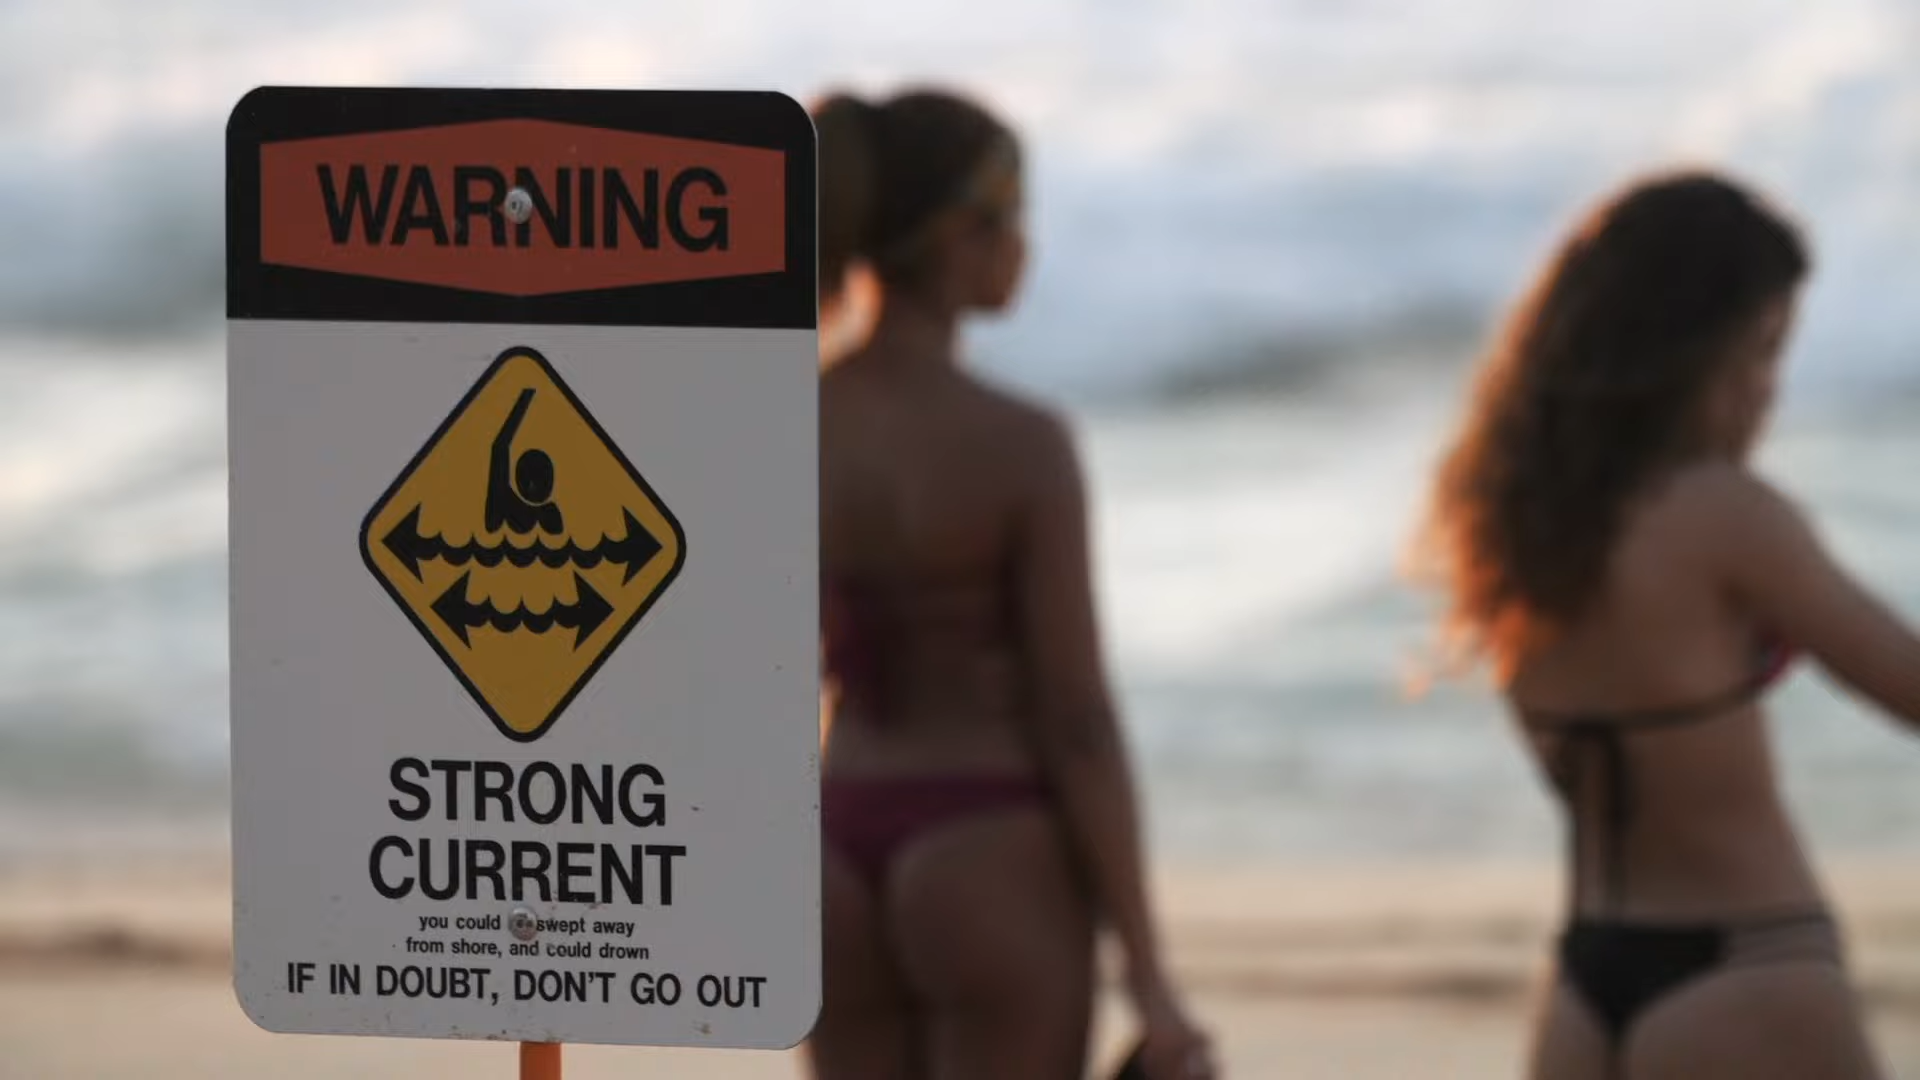 WARNING
STRONG
CURRENT
you could swept away
from shore, and could drown
IF IN DOUBT, DON'T GO OUT